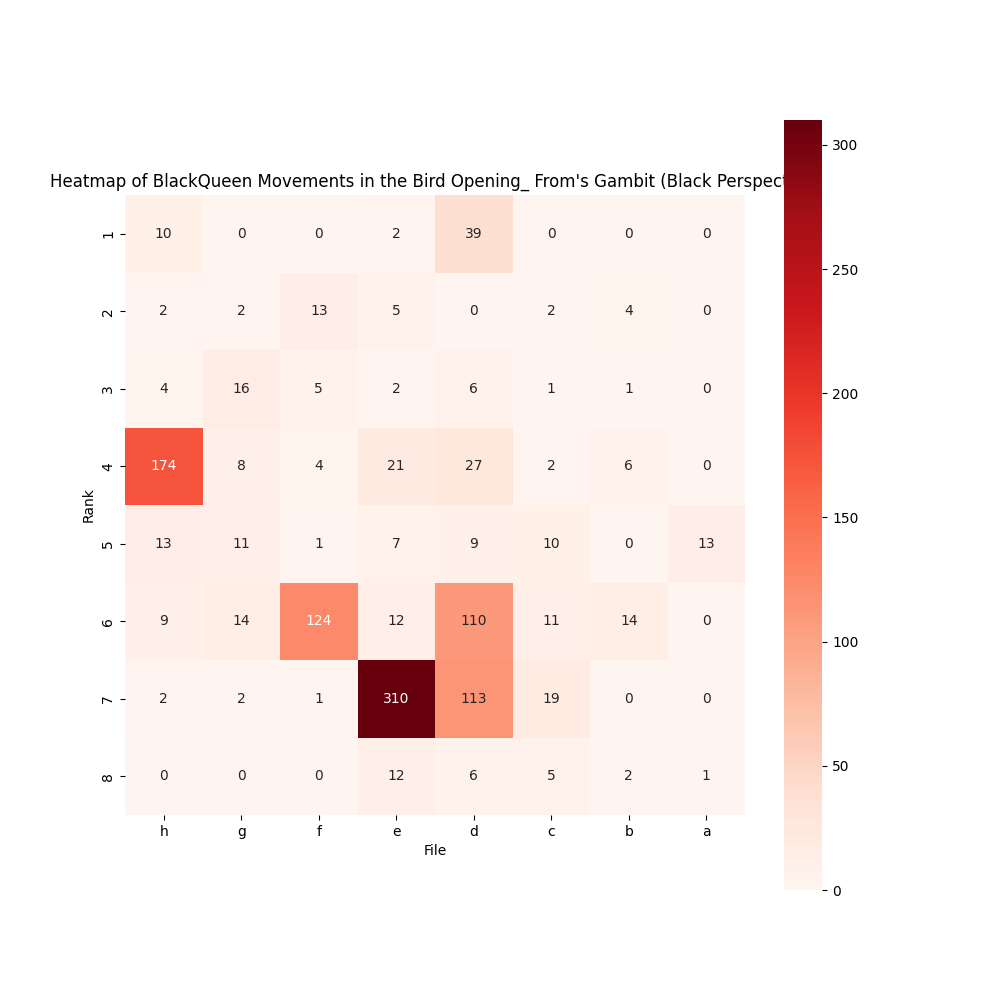 Heatmap of BlackQueen Movements in the Bird Opening_ From's Gambit (Black Perspect
300
250
200
150
100
50
0
Rank
1 10 0 0 2 39 0 0 0
2 2 2 13 5 0 2 4 0
3 4 16 5 2 6 1 1 0
4 174 8 4 21 27 2 6 0
5 13 11 1 7 9 10 0 13
6 9 14 124 12 110 11 14 0
7 2 2 1 310 113 19 0 0
8 0 0 0 12 6 5 2 1
h g f e d c b a
File